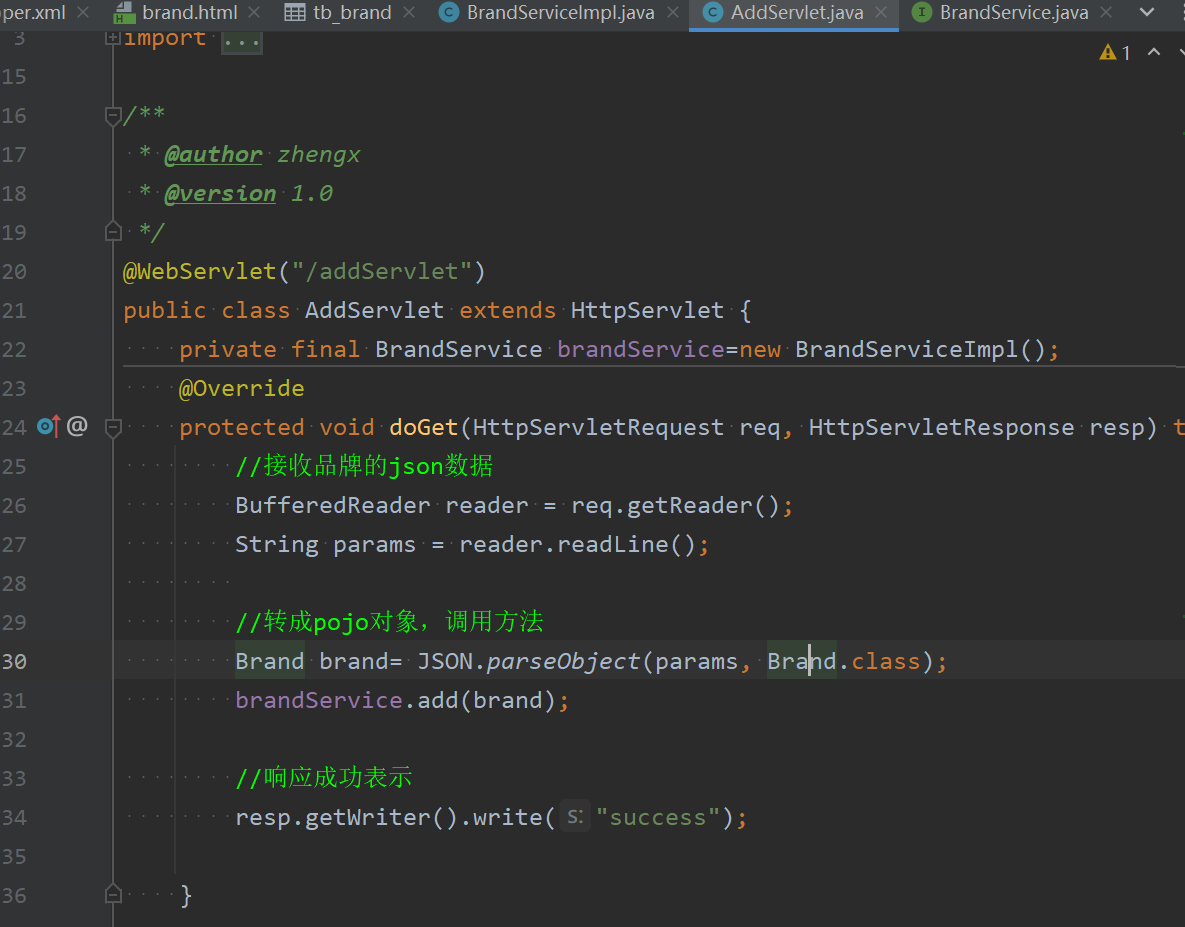 per.xml brand.html tb_brand BrandServiceImpl.java AddServlet.java BrandService.java
3 import ...
1
15
16 /**
17 * @author zhengx
18 * @version 1.0
19 */
20 @WebServlet("/addServlet")
21 public class AddServlet extends HttpServlet {
22 private final BrandService brandService=new BrandServiceImpl();
23 @Override
24 @ protected void doGet(HttpServletRequest req, HttpServletResponse resp) t
25 //接收品牌的json数据
26 BufferedReader reader = req.getReader();
27 String params = reader.readLine();
28
29 //转成pojo对象，调用方法
30 Brand brand= JSON.parseObject(params, Brand.class);
31 brandService.add(brand);
32
33 //响应成功表示
34 resp.getWriter().write( s: "success");
35
36 }